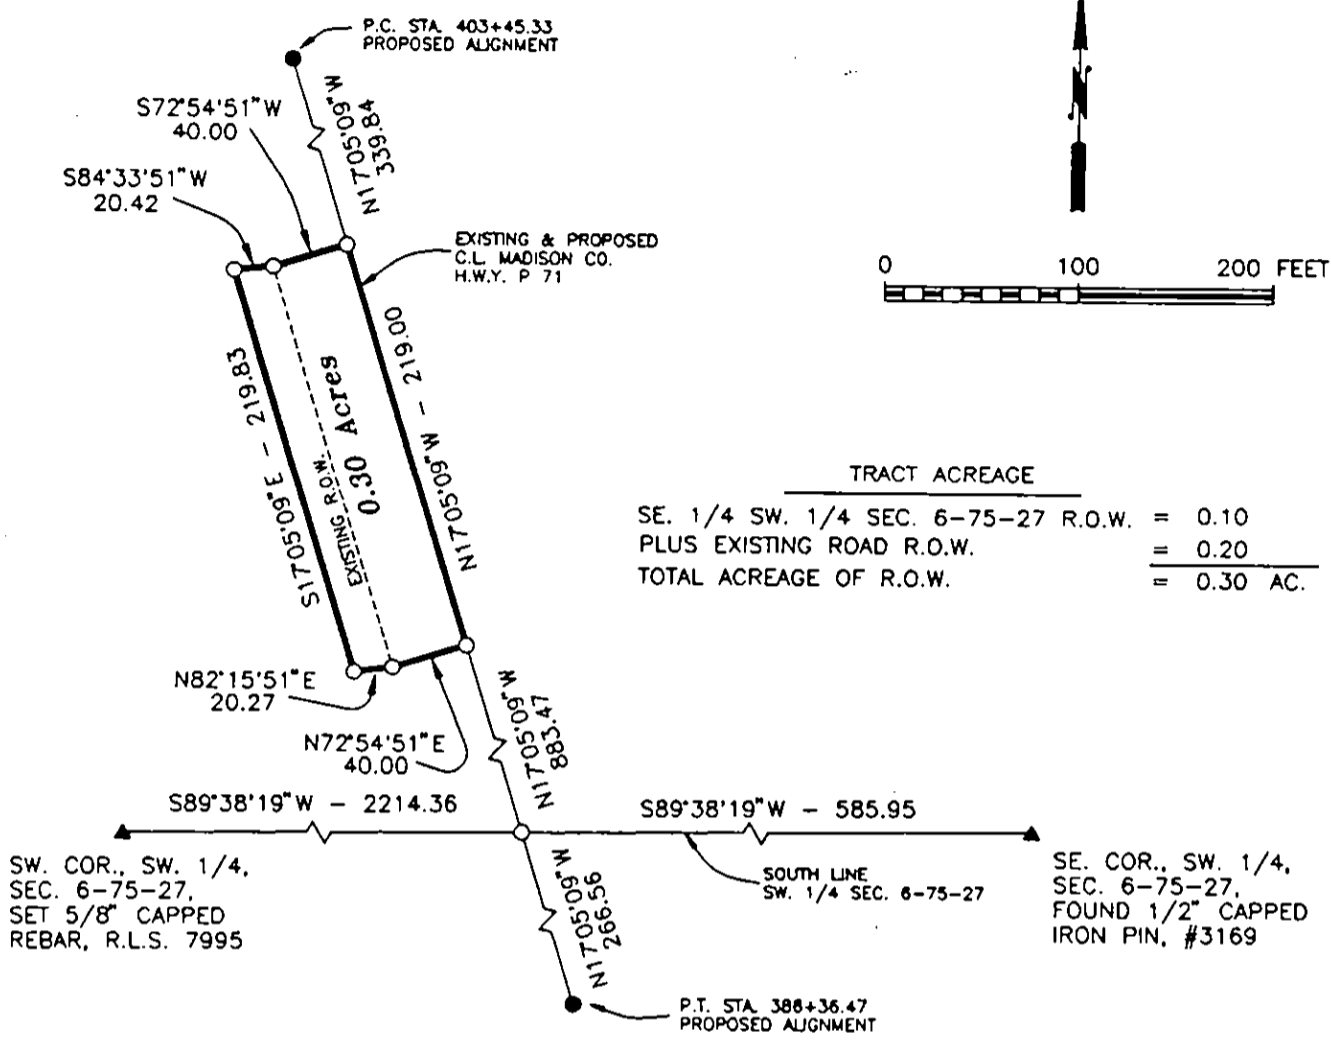 P.C. STA. 403+45.33
PROPOSED ALIGNMENT
N
S72°54'51"W
40.00
N17°05'09"W
339.84
S84°33'51"W
20.42
EXISTING & PROPOSED
C.L. MADISON CO.
H.W.Y. P 71
0 100 200 FEET
S17°05'09"E - 219.83
EXISTING R.O.W.
0.30 Acres
N17°05'09"W - 219.00
TRACT ACREAGE
SE. 1/4 SW. 1/4 SEC. 6-75-27 R.O.W. = 0.10
PLUS EXISTING ROAD R.O.W. = 0.20
TOTAL ACREAGE OF R.O.W. = 0.30 AC.
N82°15'51"E
20.27
N72°54'51"E
40.00
N17°05'09"W
883.47
S89°38'19"W - 2214.36
S89°38'19"W - 585.95
SW. COR., SW. 1/4,
SEC. 6-75-27,
SET 5/8" CAPPED
REBAR, R.L.S. 7995
SOUTH LINE
SW. 1/4 SEC. 6-75-27
SE. COR., SW. 1/4,
SEC. 6-75-27,
FOUND 1/2" CAPPED
IRON PIN, #3169
N17°05'09"W
266.56
P.T. STA. 388+36.47
PROPOSED ALIGNMENT